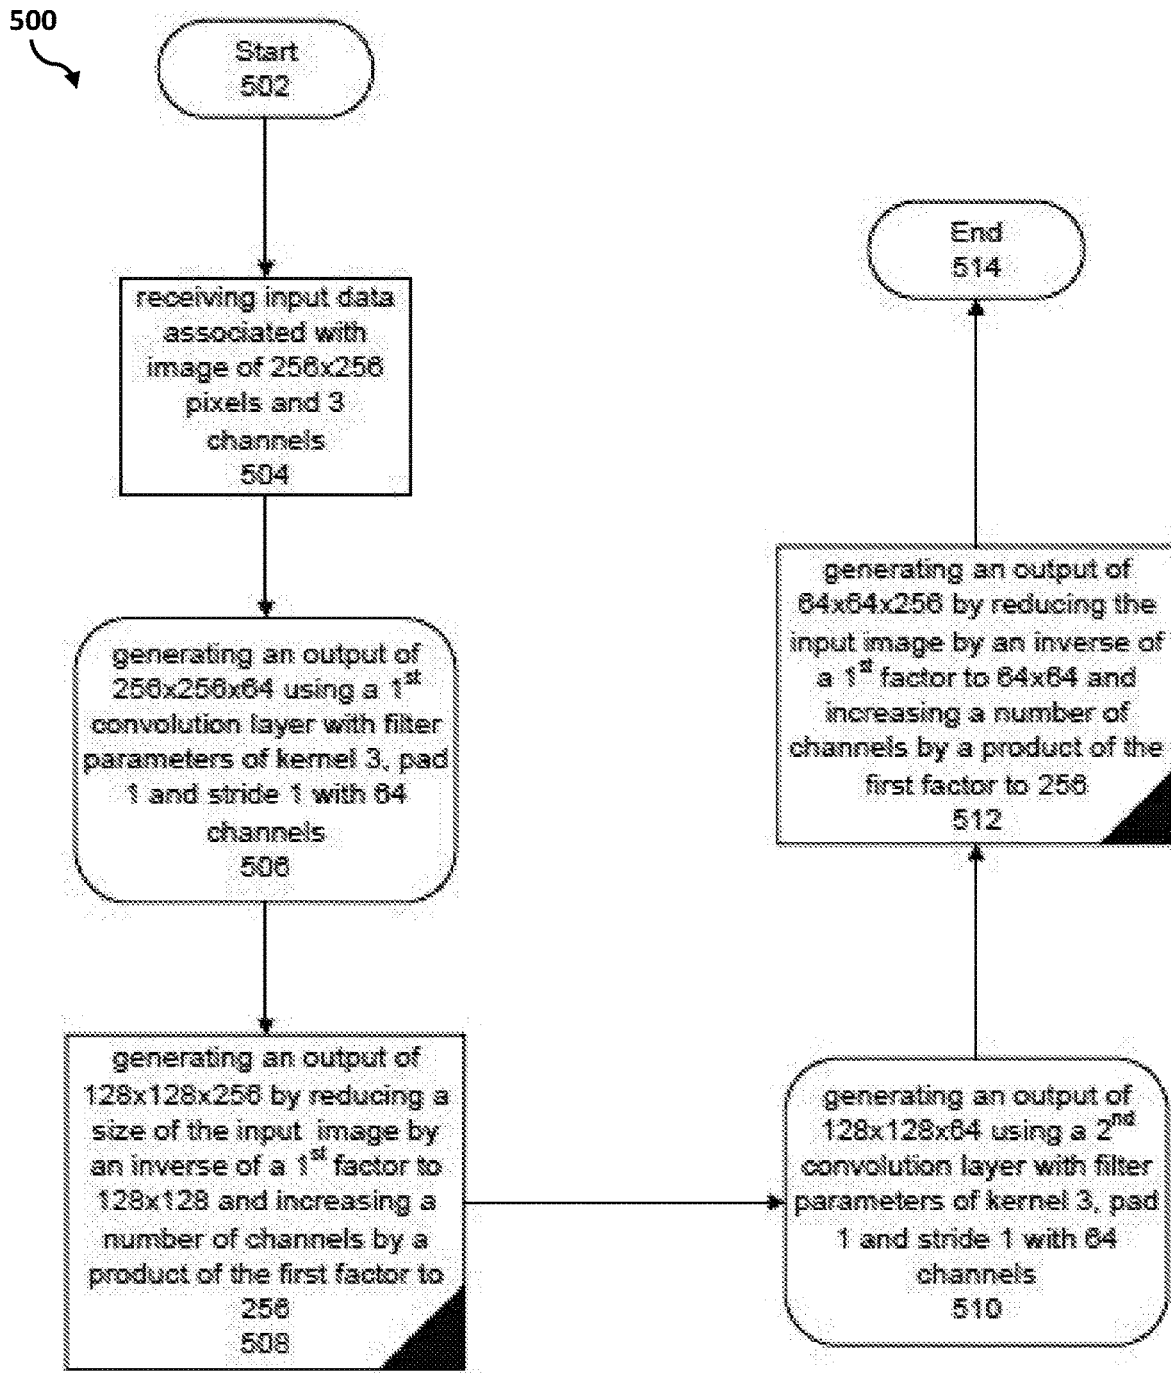 500
Start
502
receiving input data
associated with
image of 256x256
pixels and 3
channels
504
generating an output of
256x256x64 using a 1st
convolution layer with filter
parameters of kernel 3, pad
1 and stride 1 with 64
channels
506
generating an output of
128x128x256 by reducing a
size of the input image by
an inverse of a 1st factor to
128x128 and increasing a
number of channels by a
product of the first factor to
256
508
generating an output of
128x128x64 using a 2nd
convolution layer with filter
parameters of kernel 3, pad
1 and stride 1 with 64
channels
510
generating an output of
64x64x256 by reducing the
input image by an inverse of
a 1st factor to 64x64 and
increasing a number of
channels by a product of the
first factor to 256
512
End
514